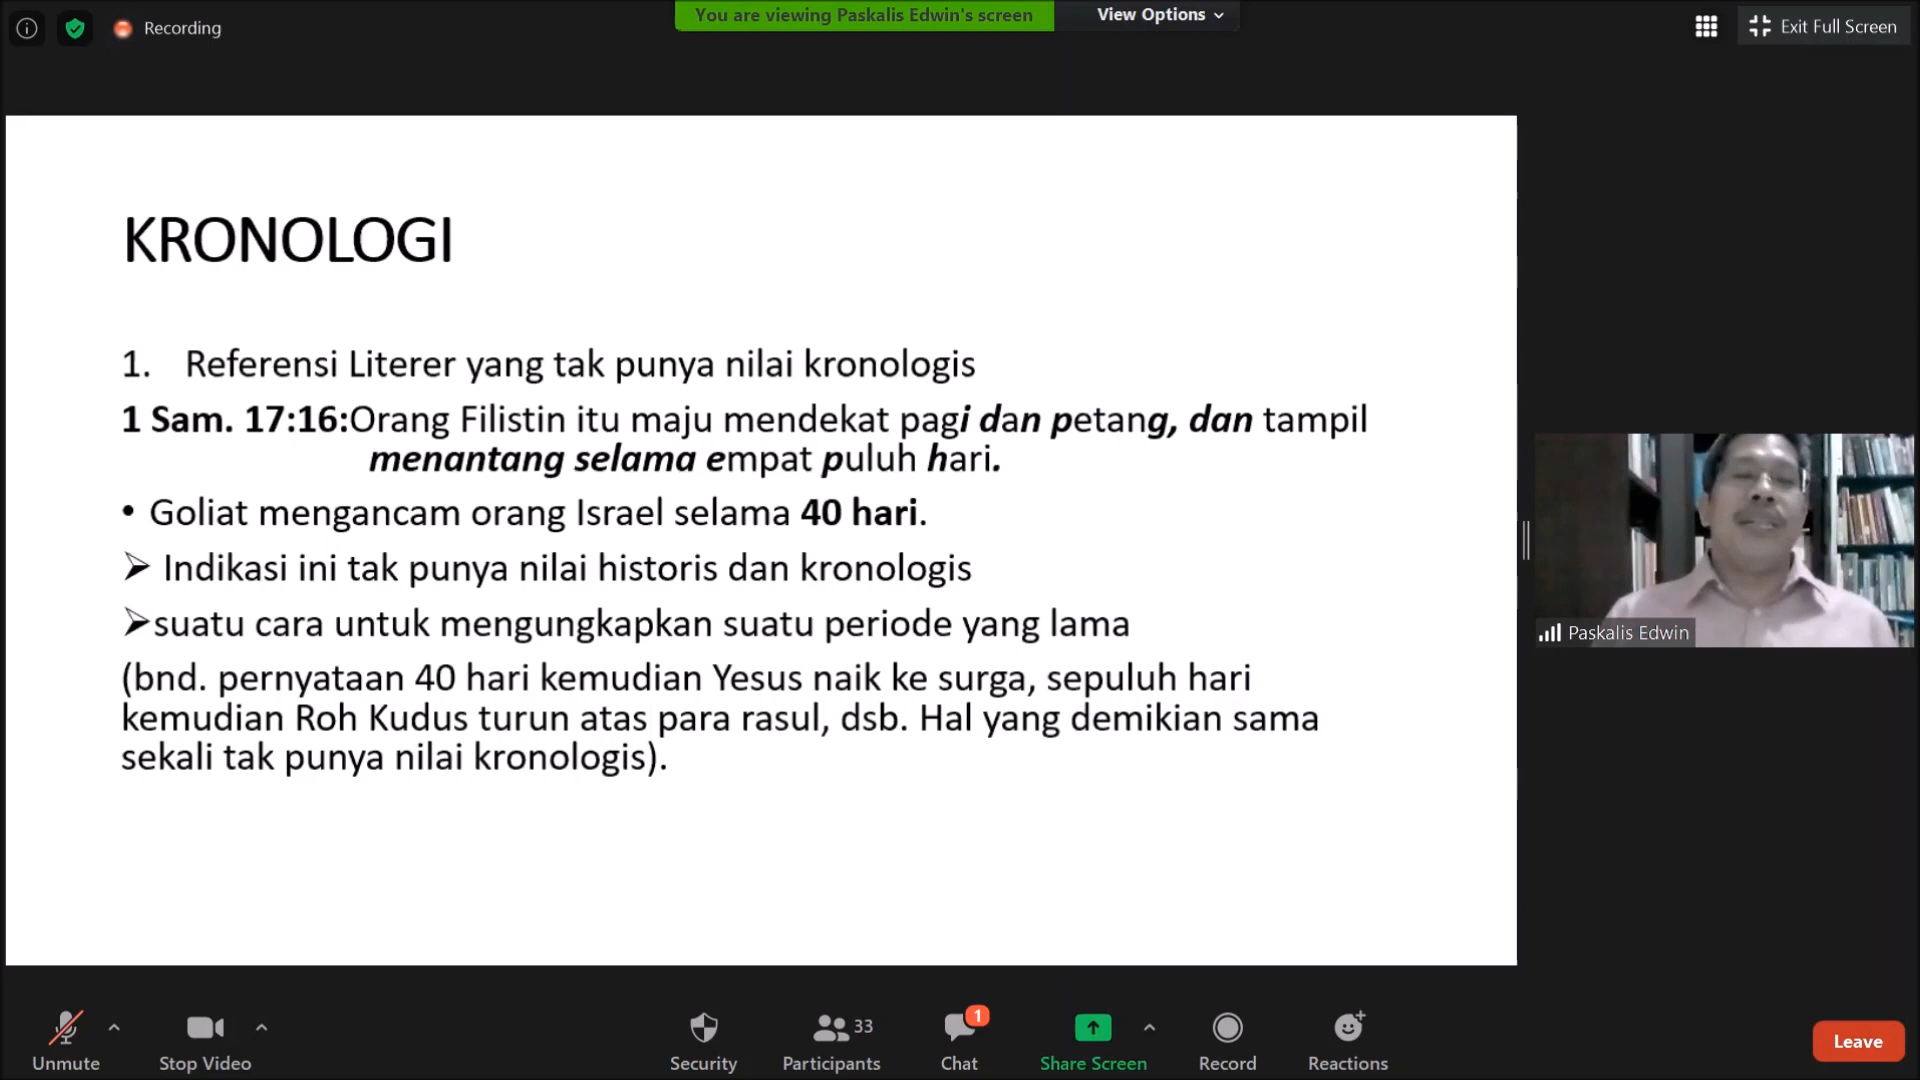 Recording
You are viewing Paskalis Edwin's screen
View Options
Exit Full Screen
KRONOLOGI
1. Referensi Literer yang tak punya nilai kronologis
1 Sam. 17:16:Orang Filistin itu maju mendekat pagi dan petang, dan tampil
menantang selama empat puluh hari.
• Goliat mengancam orang Israel selama 40 hari.
➢ Indikasi ini tak punya nilai historis dan kronologis
➢suatu cara untuk mengungkapkan suatu periode yang lama
(bnd. pernyataan 40 hari kemudian Yesus naik ke surga, sepuluh hari
kemudian Roh Kudus turun atas para rasul, dsb. Hal yang demikian sama
sekali tak punya nilai kronologis).
Paskalis Edwin
Unmute
Stop Video
Security
33
Participants
1
Chat
Share Screen
Record
Reactions
Leave